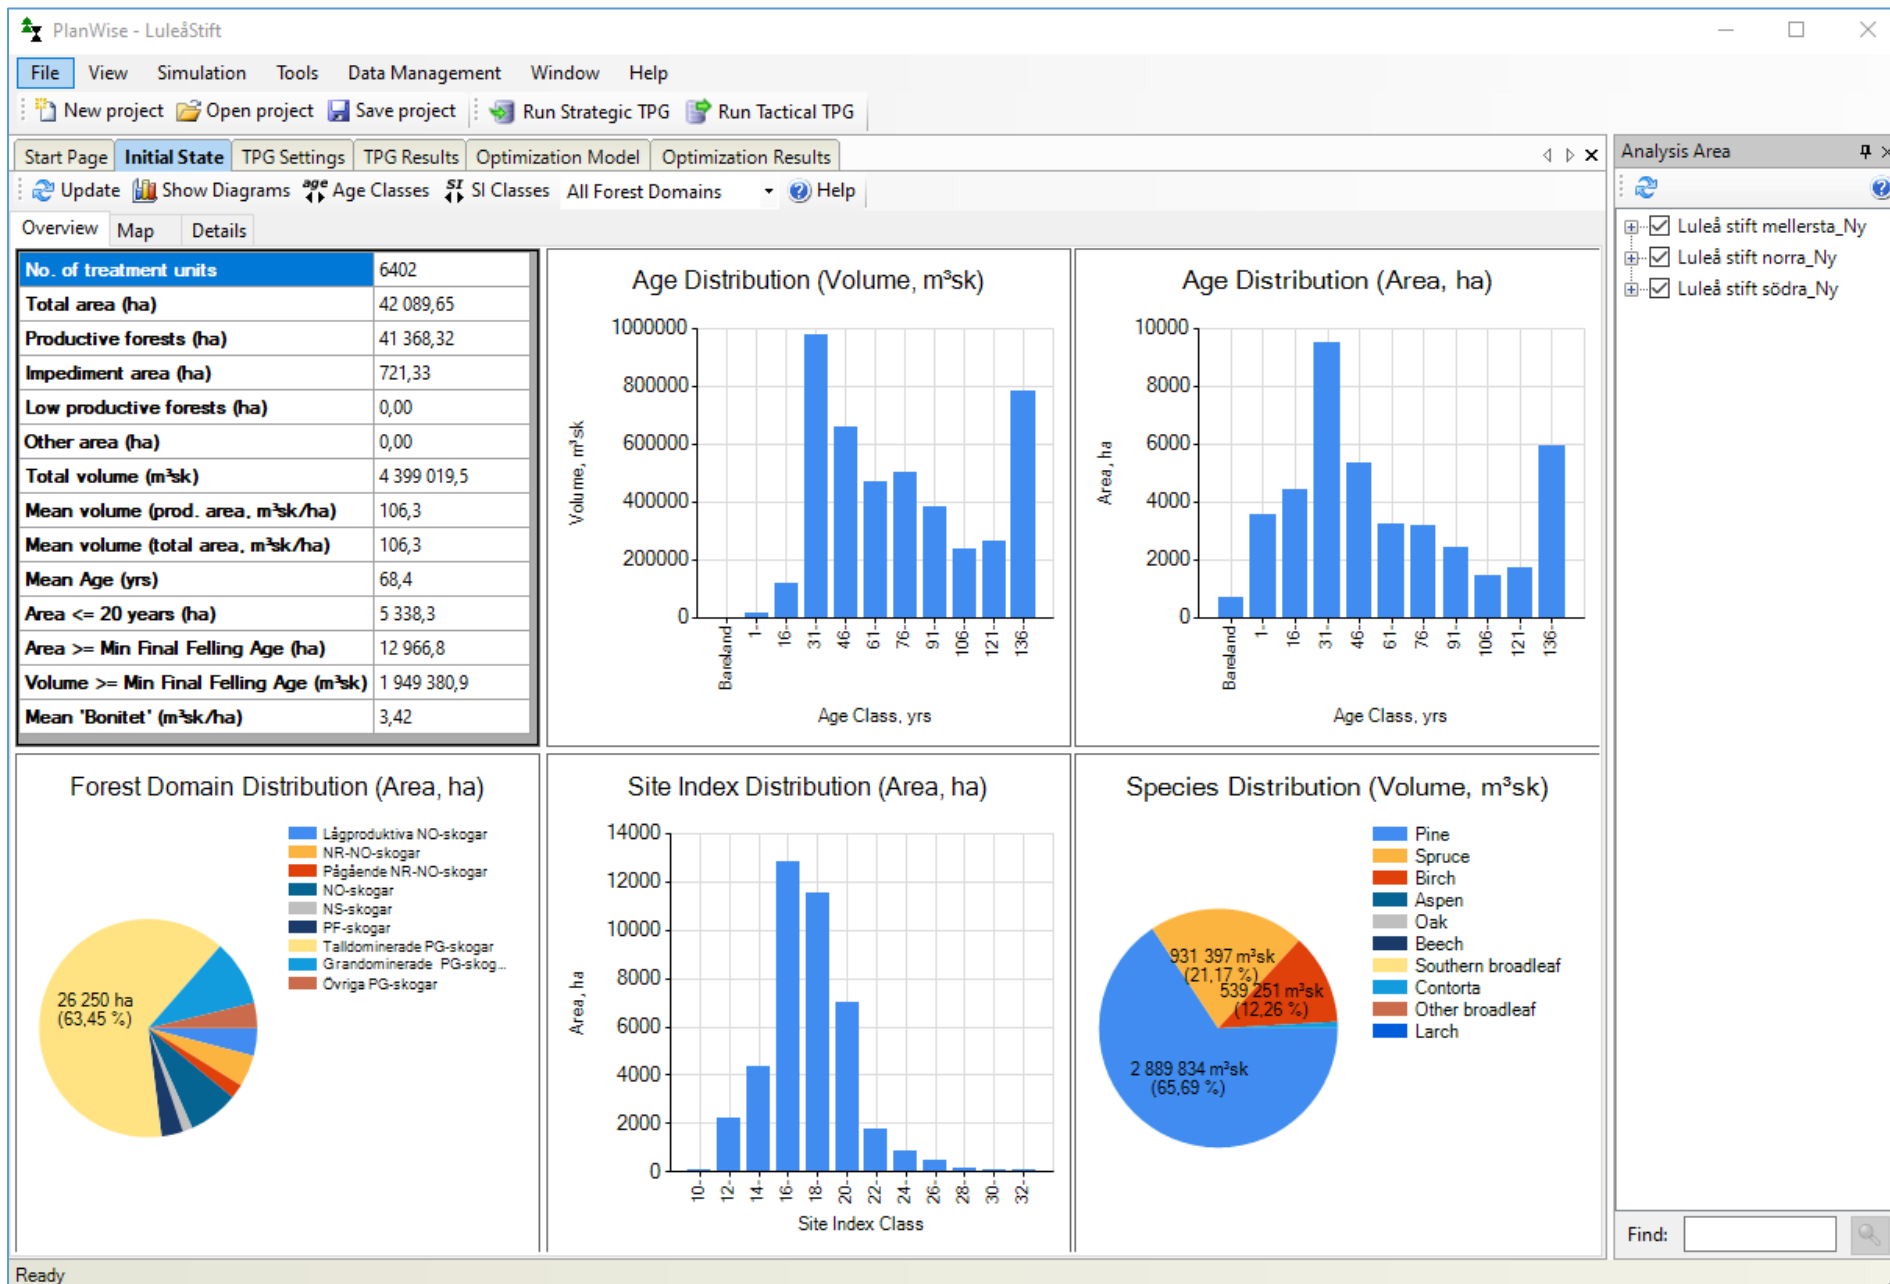 PlanWise - LuleåStift
File View Simulation Tools Data Management Window Help
New project Open project Save project Run Strategic TPG Run Tactical TPG
Start Page Initial State TPG Settings TPG Results Optimization Model Optimization Results
Update Show Diagrams age Age Classes SI SI Classes All Forest Domains Help
Overview Map Details
No. of treatment units 6402
Total area (ha) 42 089,65
Productive forests (ha) 41 368,32
Impediment area (ha) 721,33
Low productive forests (ha) 0,00
Other area (ha) 0,00
Total volume (m³sk) 4 399 019,5
Mean volume (prod. area, m³sk/ha) 106,3
Mean volume (total area, m³sk/ha) 106,3
Mean Age (yrs) 68,4
Area <= 20 years (ha) 5 338,3
Area >= Min Final Felling Age (ha) 12 966,8
Volume >= Min Final Felling Age (m³sk) 1 949 380,9
Mean 'Bonitet' (m³sk/ha) 3,42
Age Distribution (Volume, m³sk)
1000000
800000
600000
400000
200000
0
Volume, m³sk
Bareland 1- 16- 31- 46- 61- 76- 91- 106- 121- 136-
Age Class, yrs
Age Distribution (Area, ha)
10000
8000
6000
4000
2000
0
Area, ha
Bareland 1- 16- 31- 46- 61- 76- 91- 106- 121- 136-
Age Class, yrs
Forest Domain Distribution (Area, ha)
Lågproduktiva NO-skogar
NR-NO-skogar
Pågående NR-NO-skogar
NO-skogar
NS-skogar
PF-skogar
Talldominerade PG-skogar
Grandominerade PG-skog...
Övriga PG-skogar
26 250 ha
(63,45 %)
Site Index Distribution (Area, ha)
14000
12000
10000
8000
6000
4000
2000
0
Area, ha
10- 12- 14- 16- 18- 20- 22- 24- 26- 28- 30- 32-
Site Index Class
Species Distribution (Volume, m³sk)
Pine
Spruce
Birch
Aspen
Oak
Beech
Southern broadleaf
Contorta
Other broadleaf
Larch
931 397 m³sk
(21,17 %)
539 251 m³sk
(12,26 %)
2 889 834 m³sk
(65,69 %)
Analysis Area
Luleå stift mellersta_Ny
Luleå stift norra_Ny
Luleå stift södra_Ny
Find:
Ready